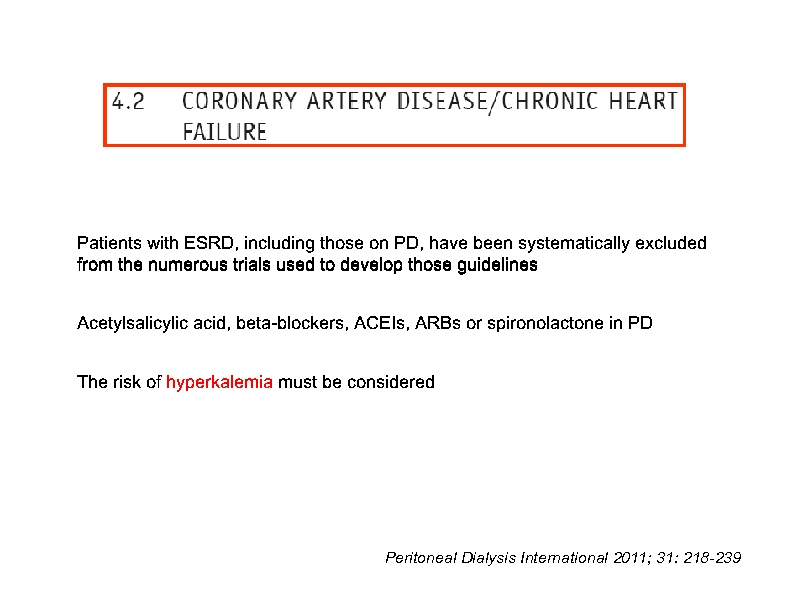 4.2 CORONARY ARTERY DISEASE/CHRONIC HEART
FAILURE
Patients with ESRD, including those on PD, have been systematically excluded
from the numerous trials used to develop those guidelines
Acetylsalicylic acid, beta-blockers, ACEIs, ARBs or spironolactone in PD
The risk of hyperkalemia must be considered
Peritoneal Dialysis International 2011; 31: 218-239